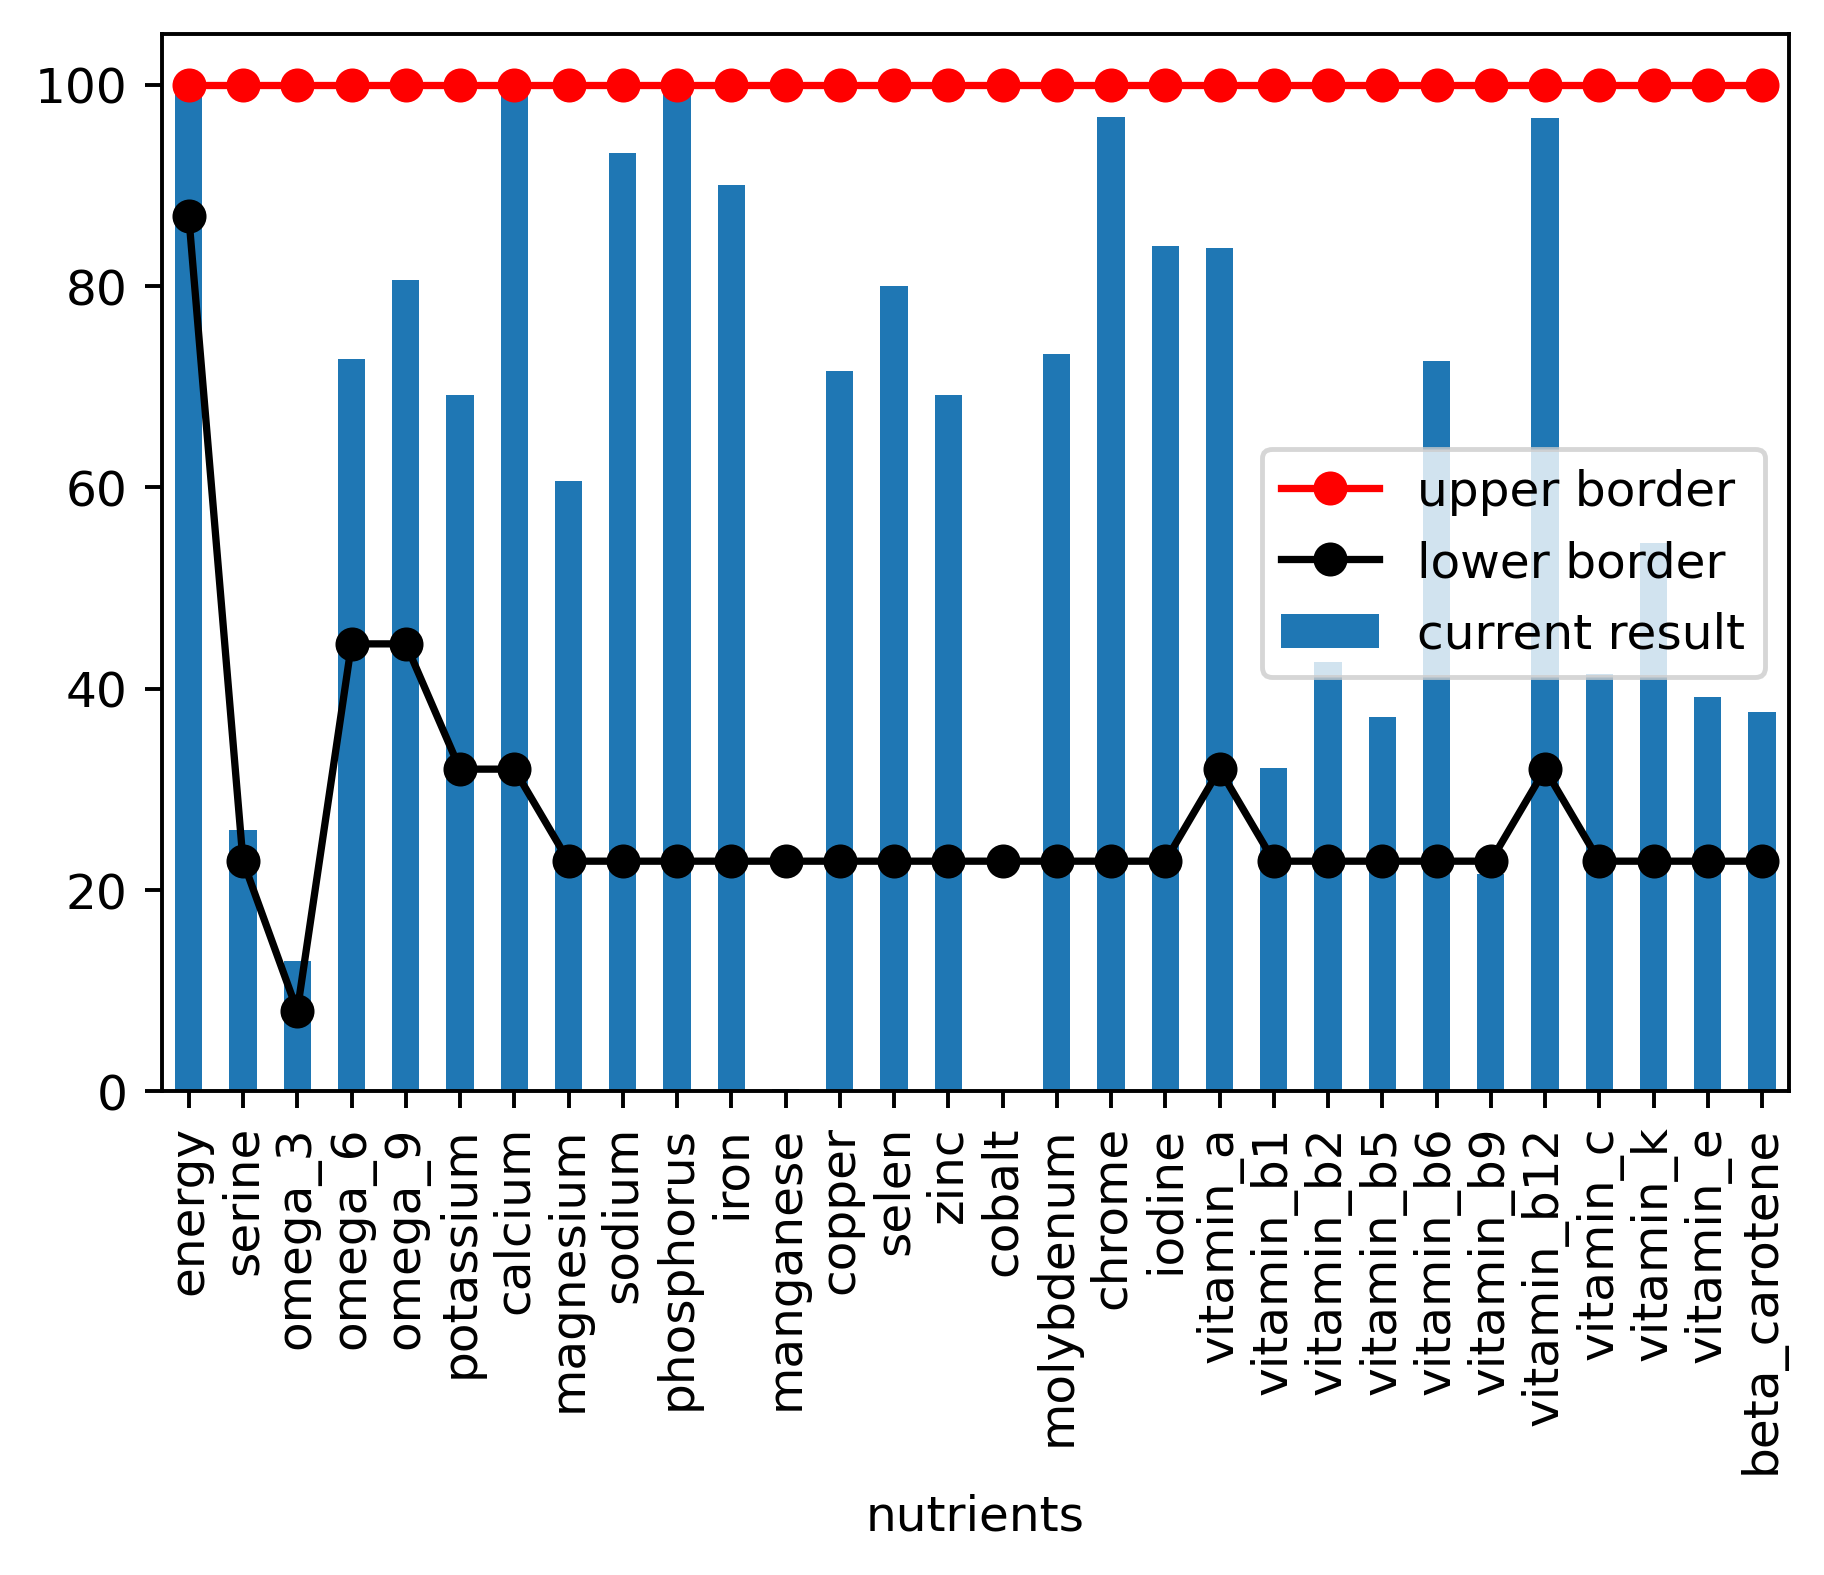 100
80
60
40
20
0
upper border
lower border
current result
energy
serine
omega_3
omega_6
omega_9
potassium
calcium
magnesium
sodium
phosphorus
iron
manganese
copper
selen
zinc
cobalt
molybdenum
chrome
iodine
vitamin_a
vitamin_b1
vitamin_b2
vitamin_b5
vitamin_b6
vitamin_b9
vitamin_b12
vitamin_c
vitamin_k
vitamin_e
beta_carotene
nutrients